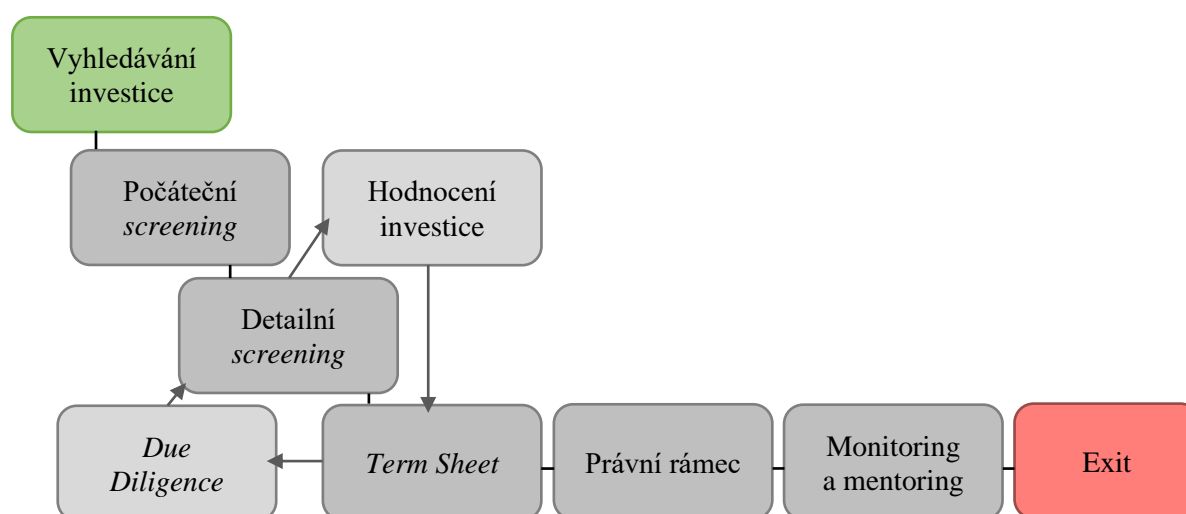 Vyhledávání
investice
Počáteční
screening
Hodnocení
investice
Detailní
screening
Due
Diligence
Term Sheet
Právní rámec
Monitoring
a mentoring
Exit